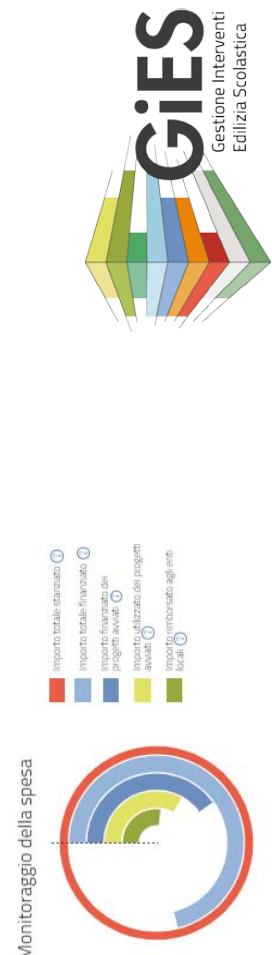 GiES
Gestione Interventi
Edilizia Scolastica
Monitoraggio della spesa
Importo totale stanziato ?
Importo totale finanziato ?
Importo finanziato dei
progetti avviati ?
Importo utilizzato dei progetti
avviati ?
Importo rimborsato agli enti
locali ?